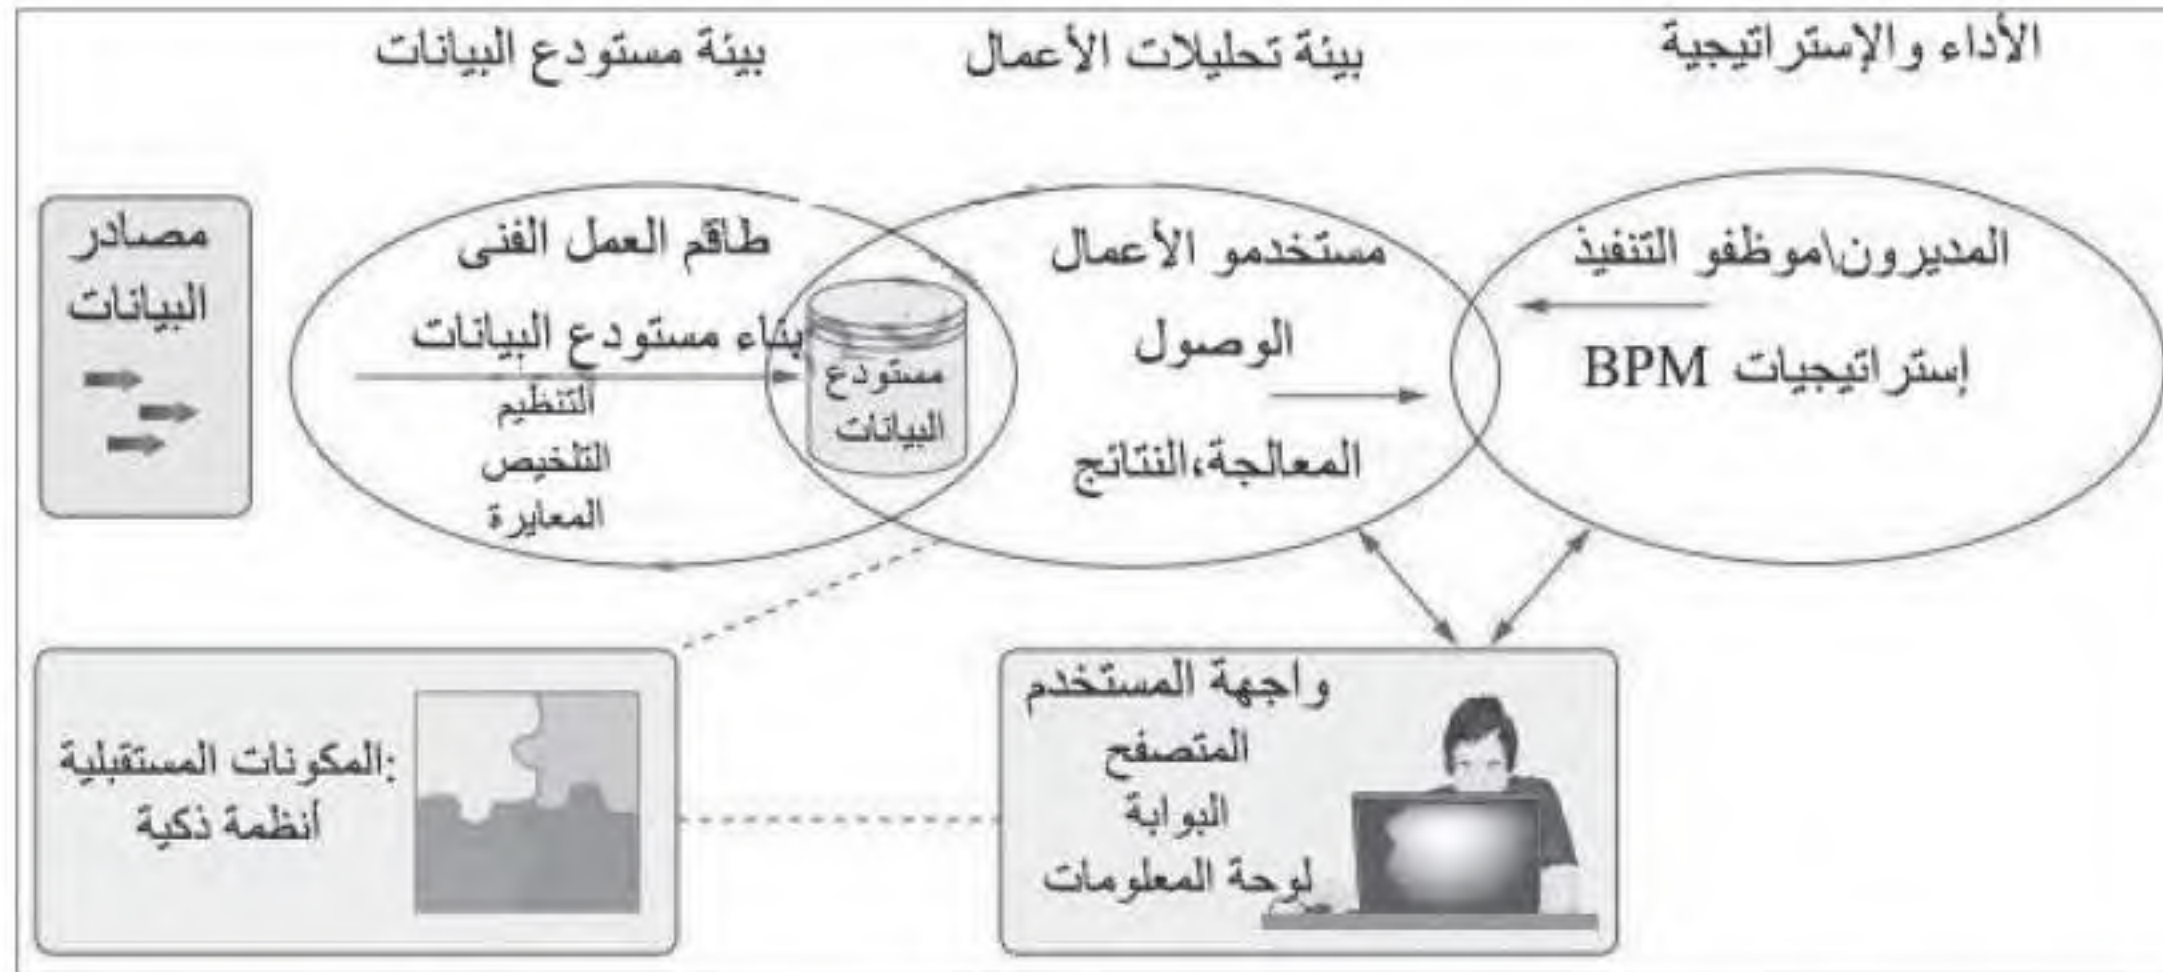 بيئة مستودع البيانات
بيئة تحليلات الأعمال
الأداء والإستراتيجية
مصادر
البيانات
طاقم العمل الفنى
بناء مستودع البيانات
التنظيم
التلخيص
المعايرة
مستودع
البيانات
مستخدمو الأعمال
الوصول
المعالجة،النتائج
المديرون\موظفو التنفيذ
إستراتيجيات BPM
المكونات المستقبلية:
أنظمة ذكية
واجهة المستخدم
المتصفح
البوابة
لوحة المعلومات